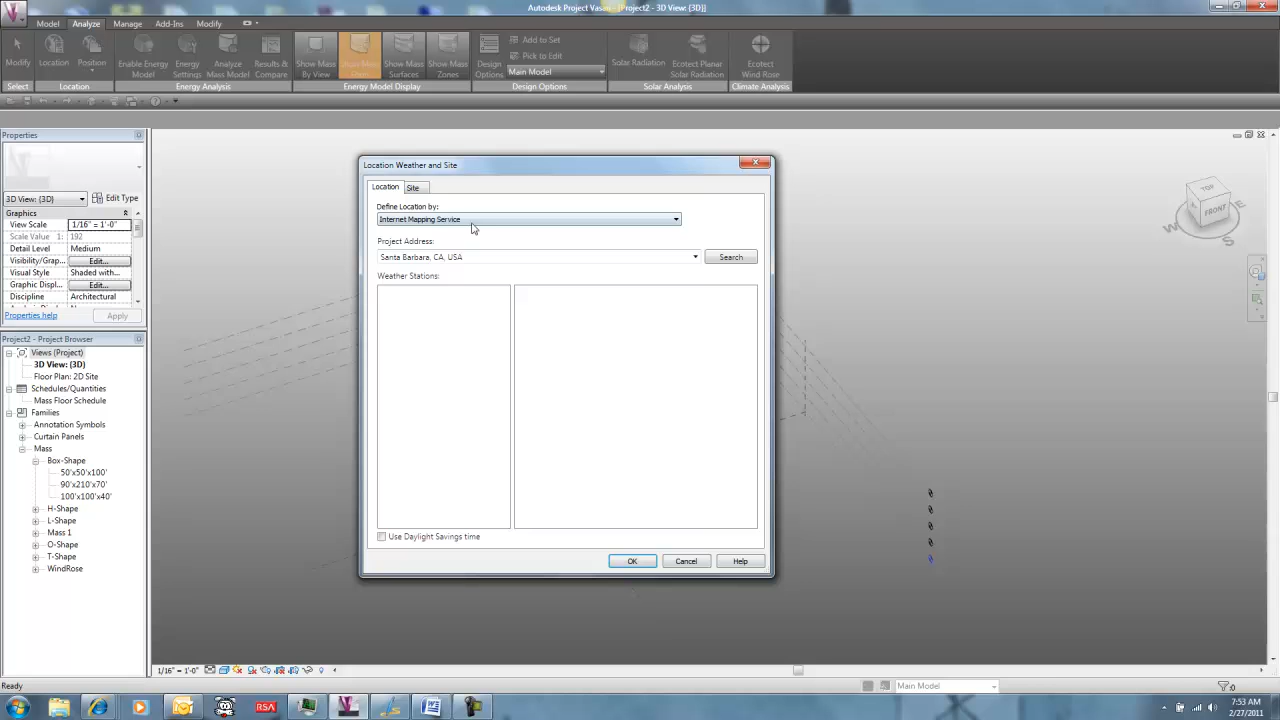 Autodesk Project Vasari - [Project2 - 3D View: {3D}]
Model Analyze Manage Add-Ins Modify
Modify
Location
Position
Enable Energy Model
Energy Settings
Analyze Mass Model
Results & Compare
Show Mass By View
Show Mass Surfaces
Show Mass Zones
Design Options
Add to Set
Pick to Edit
Main Model
Solar Radiation
Ecotect Planar Solar Radiation
Ecotect Wind Rose
Select Location Energy Analysis Energy Model Display Design Options Solar Analysis Climate Analysis
Properties
3D View: {3D} Edit Type
Graphics
View Scale 1/16" = 1'-0"
Scale Value 1: 192
Detail Level Medium
Visibility/Grap... Edit...
Visual Style Shaded with...
Graphic Displ... Edit...
Discipline Architectural
Properties help Apply
Project2 - Project Browser
Views (Project)
3D View: {3D}
Floor Plan: 2D Site
Schedules/Quantities
Mass Floor Schedule
Families
Annotation Symbols
Curtain Panels
Mass
Box-Shape
50'x50'x100'
90'x210'x70'
100'x100'x40'
H-Shape
L-Shape
Mass 1
O-Shape
T-Shape
WindRose
Location Weather and Site
Location Site
Define Location by:
Internet Mapping Service
Project Address:
Santa Barbara, CA, USA Search
Weather Stations:
Use Daylight Savings time
OK Cancel Help
TOP
FRONT
W
S
E
1/16" = 1'-0"
Ready
Main Model
:0
RSA
7:53 AM
2/27/2011